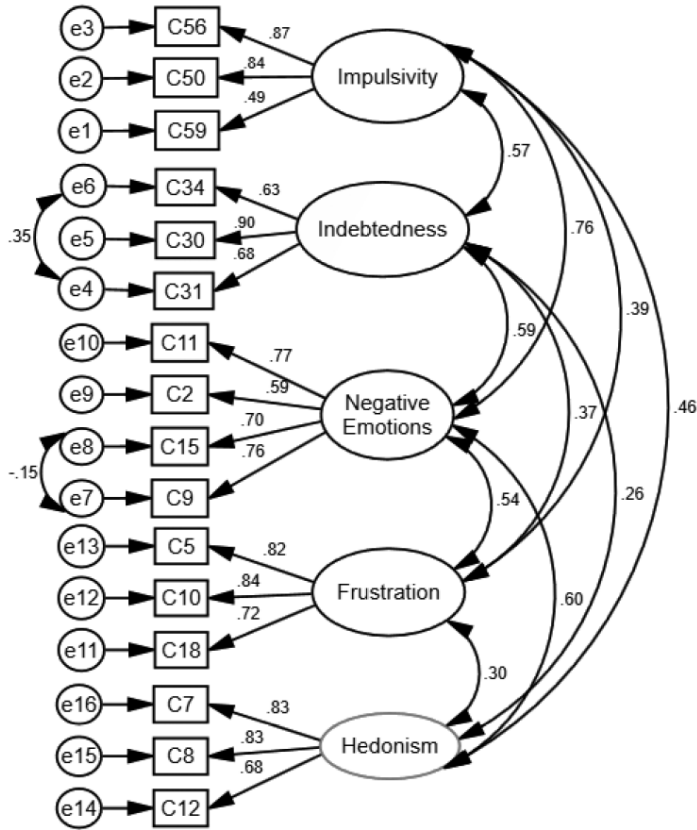 e3 C56 .87
e2 C50 .84 Impulsivity
e1 C59 .49
.57
e6 C34 .63
.35 e5 C30 .90 Indebtedness .76
e4 C31 .68
.39
e10 C11 .77 .59
e9 C2 .59 Negative
Emotions .37 .46
e8 C15 .70
-.15 e7 C9 .76
.54 .26
e13 C5 .82
e12 C10 .84 Frustration .60
e11 C18 .72
.30
e16 C7 .83
e15 C8 .83 Hedonism
e14 C12 .68